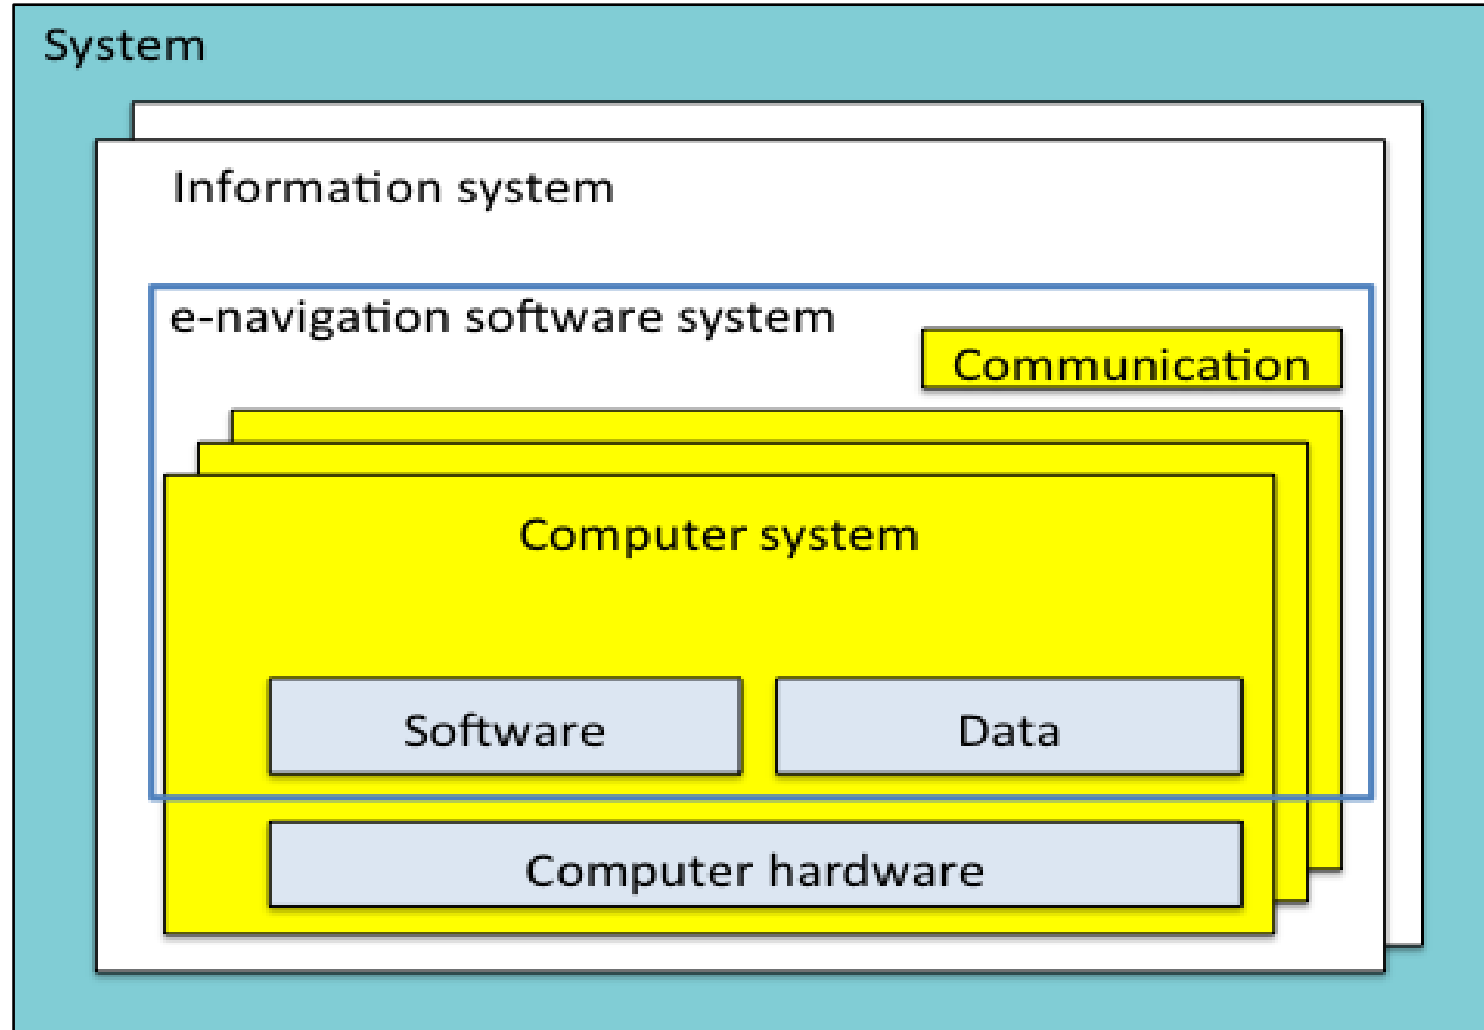 System
Information system
e-navigation software system
Communication
Computer system
Software
Data
Computer hardware